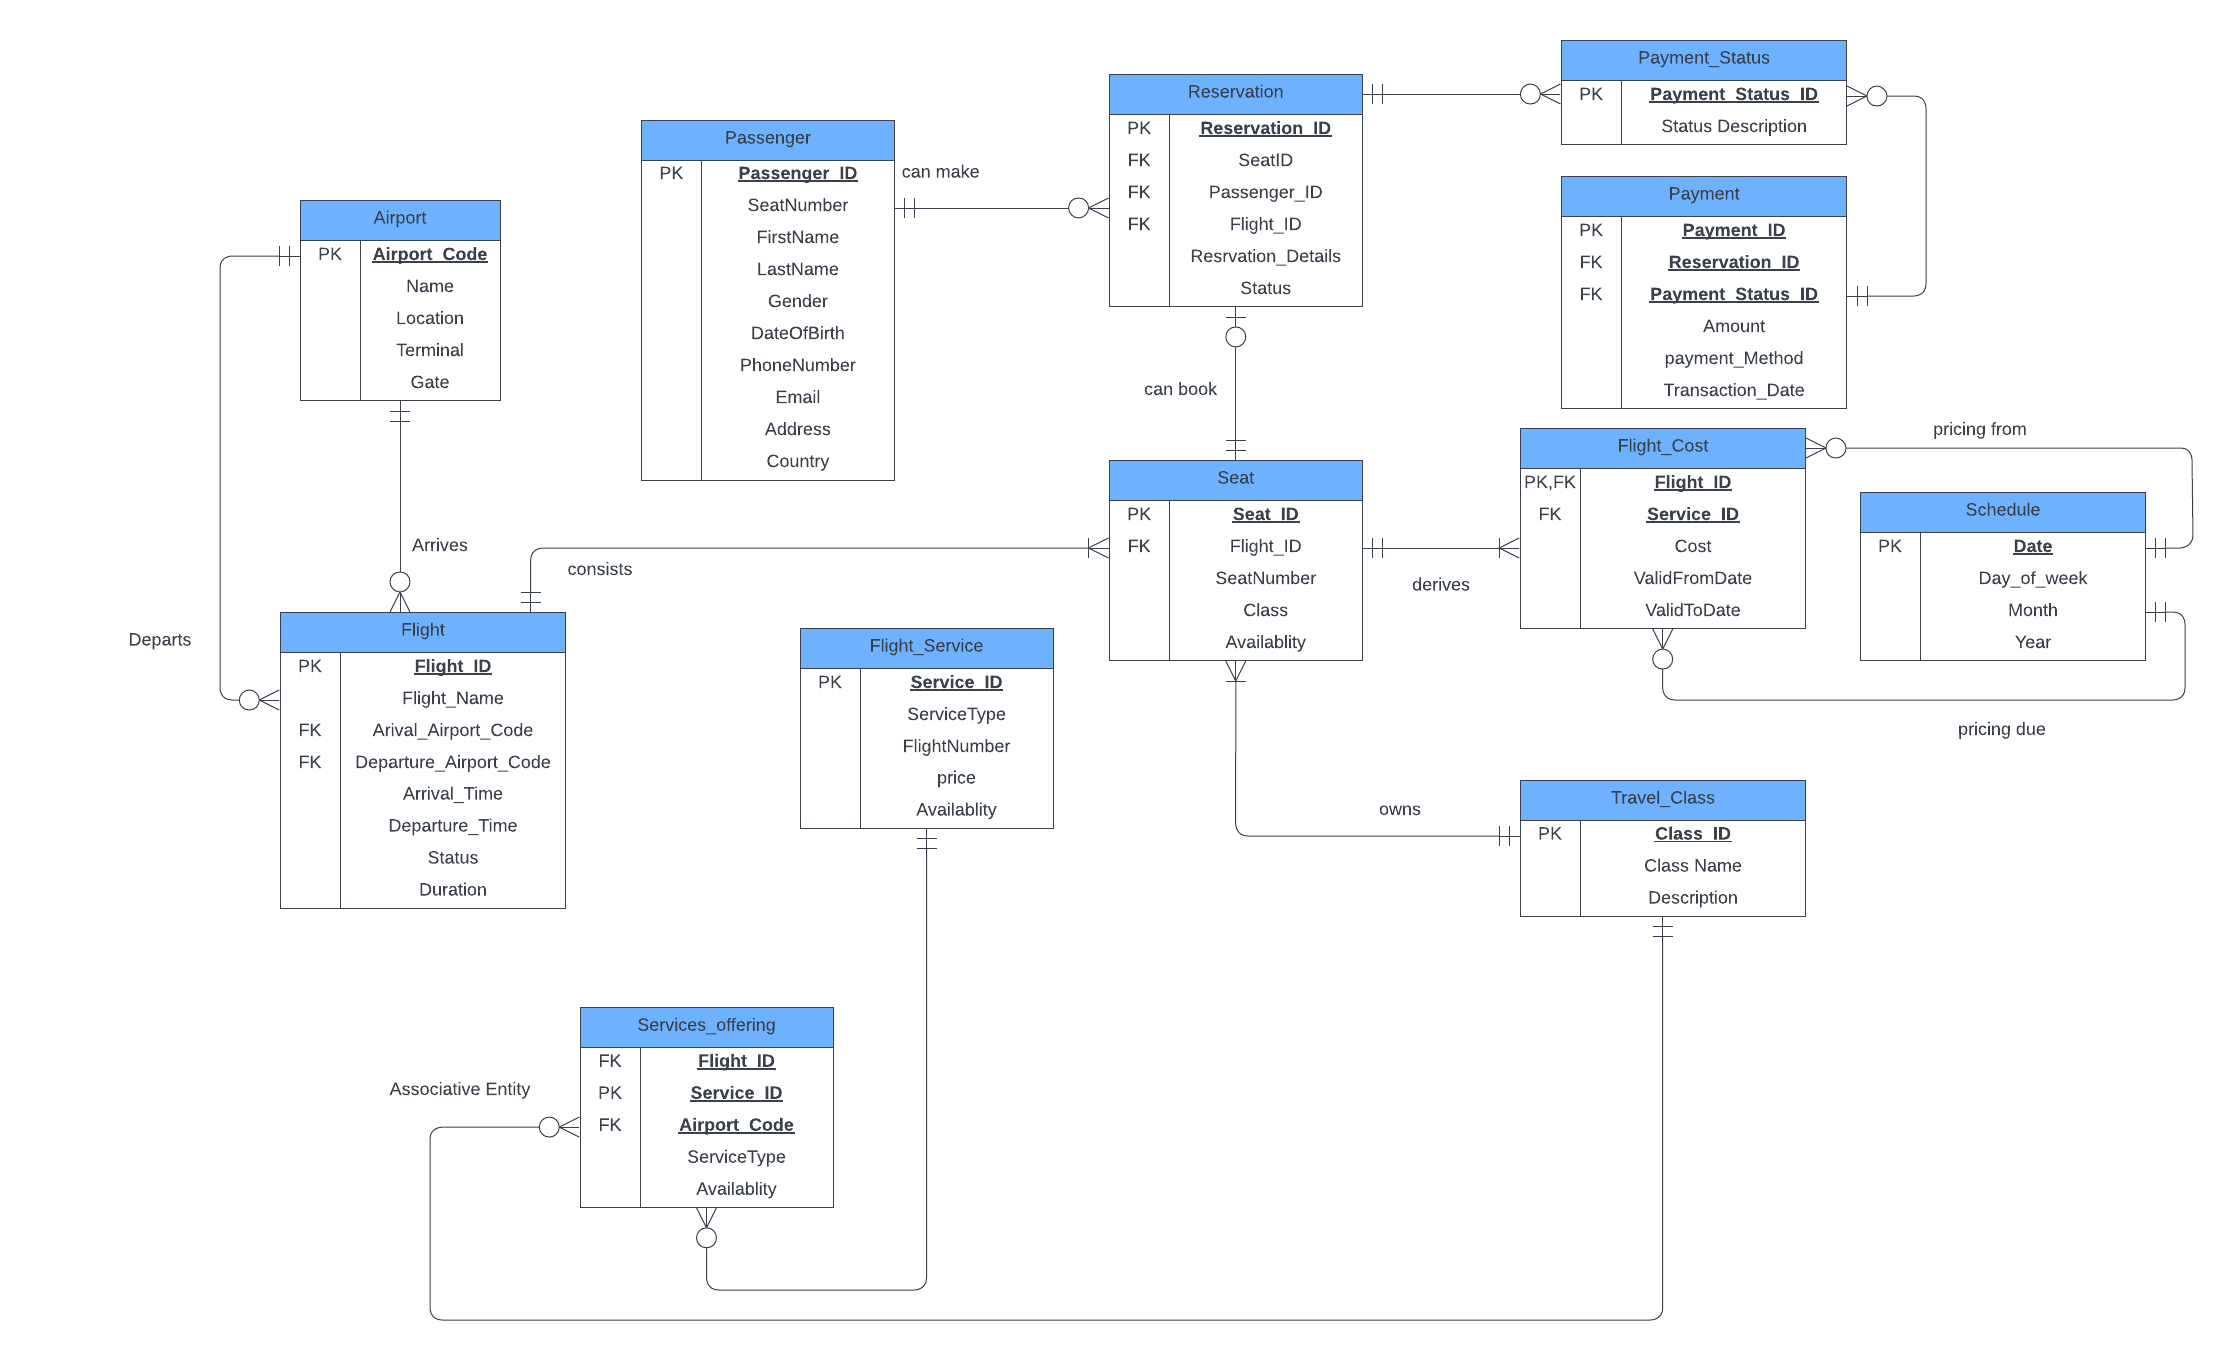 Payment_Status
PK Payment_Status_ID
Status Description
Reservation
PK Reservation_ID
FK SeatID
FK Passenger_ID
FK Flight_ID
Resrvation_Details
Status
Passenger
PK Passenger_ID
SeatNumber
FirstName
LastName
Gender
DateOfBirth
PhoneNumber
Email
Address
Country
can make
Payment
PK Payment_ID
FK Reservation_ID
FK Payment_Status_ID
Amount
payment_Method
Transaction_Date
Airport
PK Airport_Code
Name
Location
Terminal
Gate
can book
pricing from
Flight_Cost
PK,FK Flight_ID
FK Service_ID
Cost
ValidFromDate
ValidToDate
Seat
PK Seat_ID
FK Flight_ID
SeatNumber
Class
Availablity
Schedule
PK Date
Day_of_week
Month
Year
Arrives
consists
derives
Departs
Flight
PK Flight_ID
Flight_Name
FK Arival_Airport_Code
FK Departure_Airport_Code
Arrival_Time
Departure_Time
Status
Duration
Flight_Service
PK Service_ID
ServiceType
FlightNumber
price
Availablity
pricing due
owns
Travel_Class
PK Class_ID
Class Name
Description
Services_offering
FK Flight_ID
PK Service_ID
FK Airport_Code
ServiceType
Availablity
Associative Entity